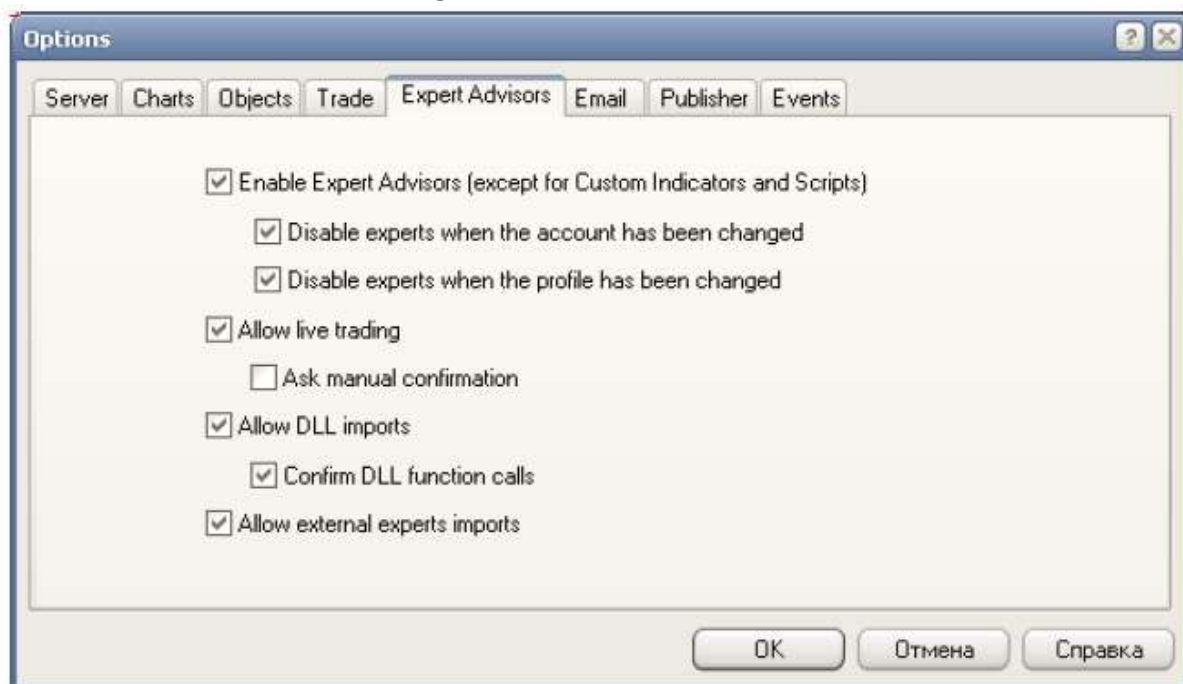 Options
Server Charts Objects Trade Expert Advisors Email Publisher Events
Enable Expert Advisors (except for Custom Indicators and Scripts)
Disable experts when the account has been changed
Disable experts when the profile has been changed
Allow live trading
Ask manual confirmation
Allow DLL imports
Confirm DLL function calls
Allow external experts imports
OK Отмена Справка